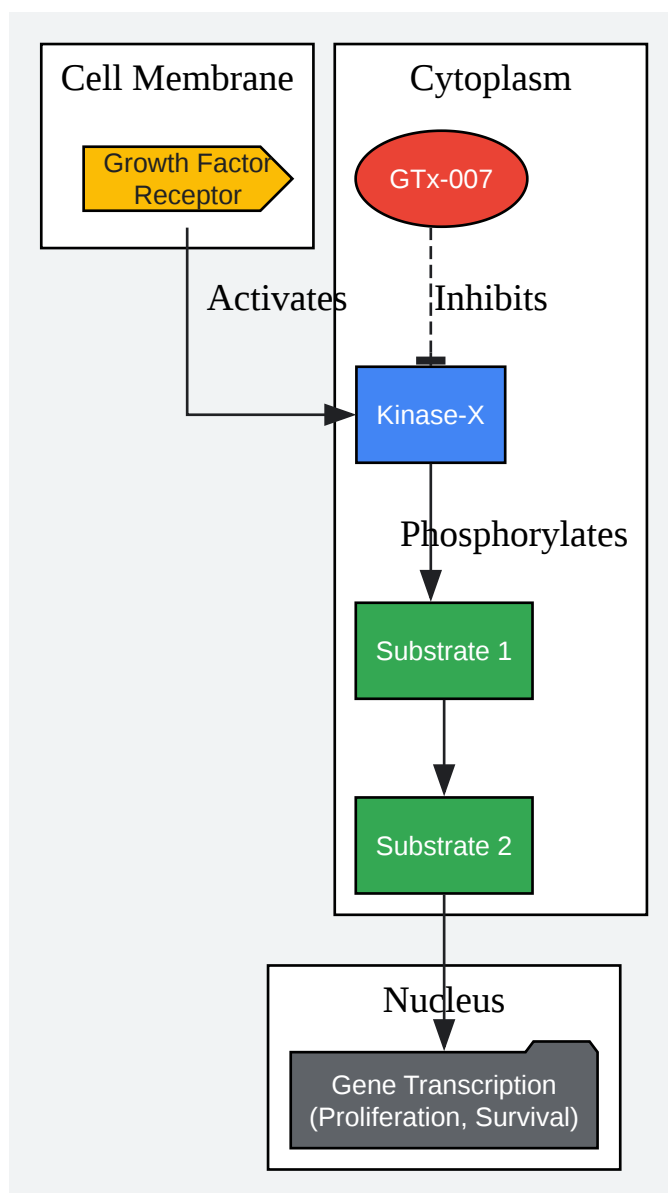 Cell Membrane
Cytoplasm
Growth Factor
Receptor
GTx-007
Activates
Inhibits
Kinase-X
Phosphorylates
Substrate 1
Substrate 2
Nucleus
Gene Transcription
(Proliferation, Survival)